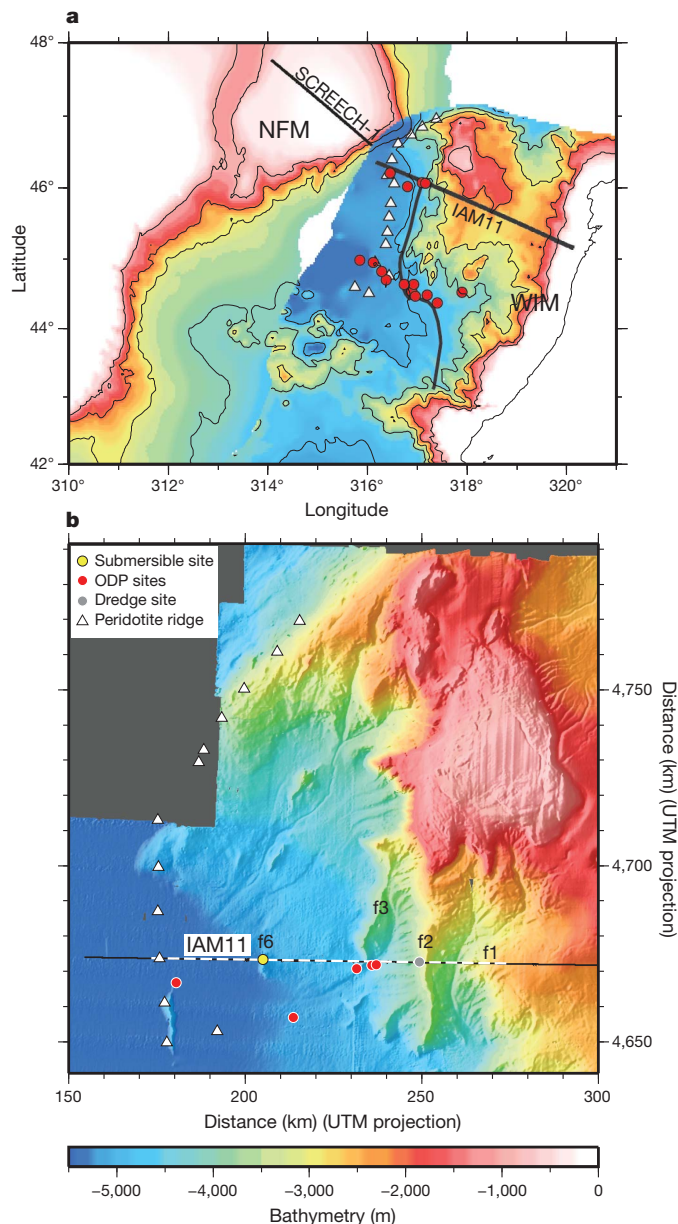 a
48°
46°
44°
42°
Latitude
310°
312°
314°
316°
318°
320°
Longitude
NFM
SCREECH-1
IAM11
WIM
b
Submersible site
ODP sites
Dredge site
Peridotite ridge
4,750
4,700
4,650
Distance (km) (UTM projection)
f3
f2
f1
f6
IAM11
150
200
250
300
Distance (km) (UTM projection)
−5,000
−4,000
−3,000
−2,000
−1,000
0
Bathymetry (m)